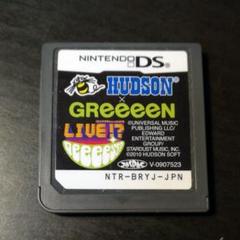 NINTENDO DS
HUDSON
×
GReeeeN
LIVE!?
DeeeeS!?
©UNIVERSAL MUSIC
PUBLISHING LLC/
EDWARD
ENTERTAINMENT
GROUP/
STARDUST MUSIC, INC.
©2010 HUDSON SOFT
V-0907523
NTR-BRYJ-JPN